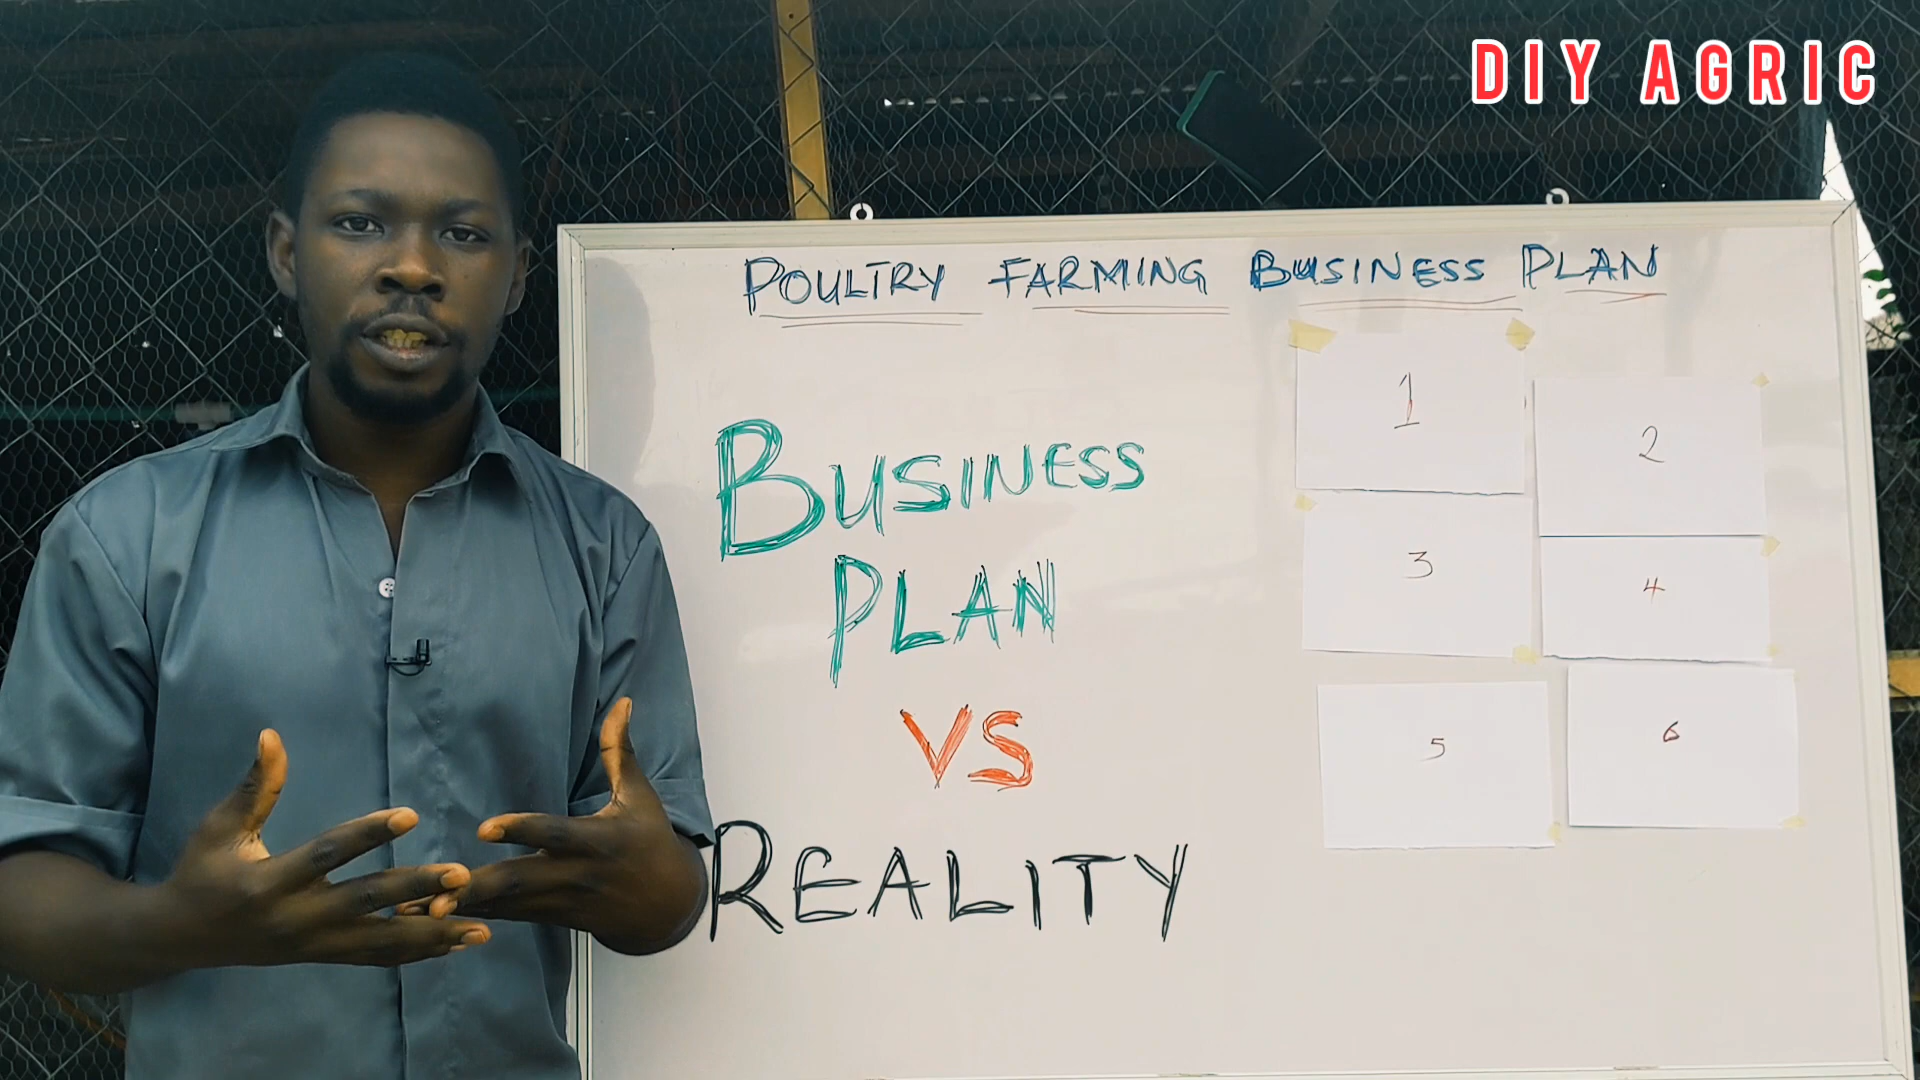 DIY AGRIC
POULTRY FARMING BUSINESS PLAN
BUSINESS
PLAN
VS
REALITY
1
2
3
4
5
6